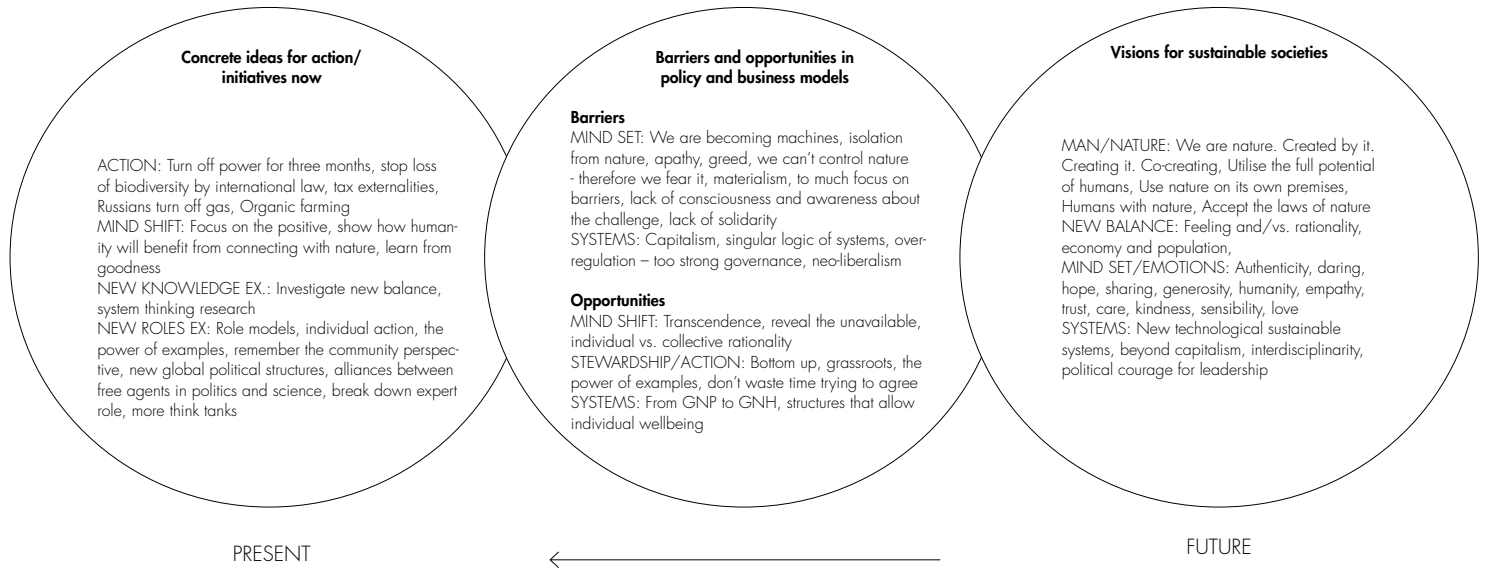 Concrete ideas for action/
initiatives now
ACTION: Turn off power for three months, stop loss
of biodiversity by international law, tax externalities,
Russians turn off gas, Organic farming
MIND SHIFT: Focus on the positive, show how human-
ity will benefit from connecting with nature, learn from
goodness
NEW KNOWLEDGE EX.: Investigate new balance,
system thinking research
NEW ROLES EX: Role models, individual action, the
power of examples, remember the community perspec-
tive, new global political structures, alliances between
free agents in politics and science, break down expert
role, more think tanks
Barriers and opportunities in
policy and business models
Barriers
MIND SET: We are becoming machines, isolation
from nature, apathy, greed, we can't control nature
- therefore we fear it, materialism, to much focus on
barriers, lack of consciousness and awareness about
the challenge, lack of solidarity
SYSTEMS: Capitalism, singular logic of systems, over-
regulation – too strong governance, neo-liberalism
Opportunities
MIND SHIFT: Transcendence, reveal the unavailable,
individual vs. collective rationality
STEWARDSHIP/ACTION: Bottom up, grassroots, the
power of examples, don't waste time trying to agree
SYSTEMS: From GNP to GNH, structures that allow
individual wellbeing
Visions for sustainable societies
MAN/NATURE: We are nature. Created by it.
Creating it. Co-creating, Utilise the full potential
of humans, Use nature on its own premises,
Humans with nature, Accept the laws of nature
NEW BALANCE: Feeling and/vs. rationality,
economy and population,
MIND SET/EMOTIONS: Authenticity, daring,
hope, sharing, generosity, humanity, empathy,
trust, care, kindness, sensibility, love
SYSTEMS: New technological sustainable
systems, beyond capitalism, interdisciplinarity,
political courage for leadership
PRESENT
FUTURE